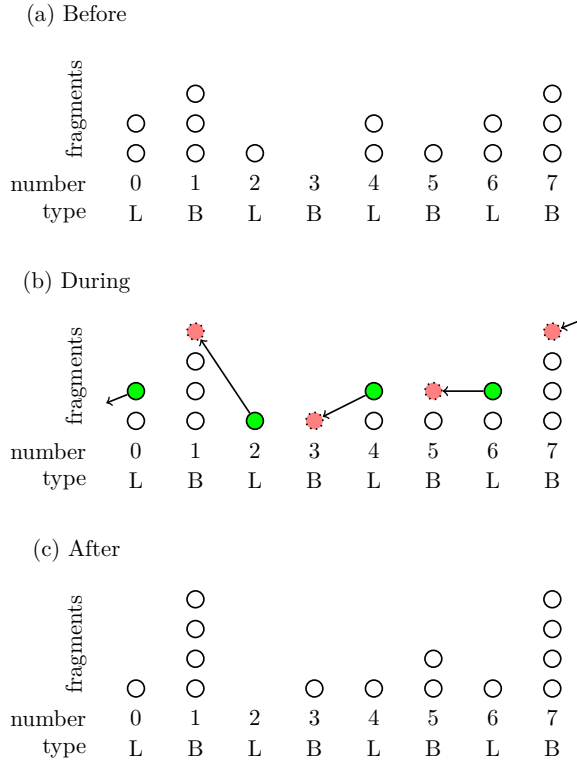 (a) Before
fragments
number 0 1 2 3 4 5 6 7
type L B L B L B L B
(b) During
fragments
number 0 1 2 3 4 5 6 7
type L B L B L B L B
(c) After
fragments
number 0 1 2 3 4 5 6 7
type L B L B L B L B